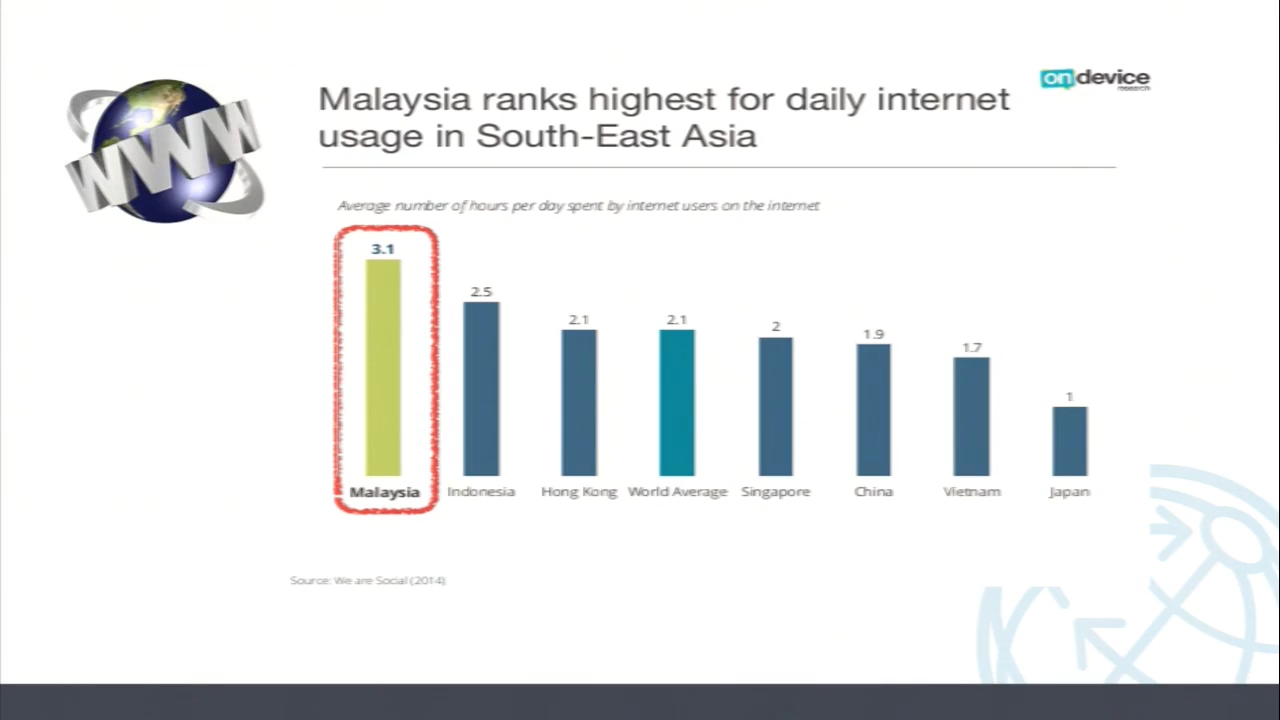 WWW
ondevice
research
Malaysia ranks highest for daily internet
usage in South-East Asia
Average number of hours per day spent by internet users on the internet
3.1
2.5
2.1
2.1
2
1.9
1.7
1
Malaysia
Indonesia
Hong Kong
World Average
Singapore
China
Vietnam
Japan
Source: We are Social (2014)